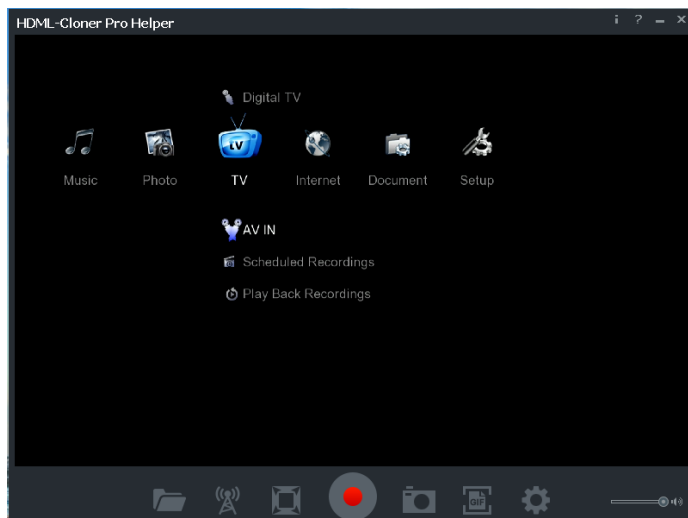 HDML-Cloner Pro Helper
i ? – ×
Digital TV
Music Photo TV Internet Document Setup
AV IN
Scheduled Recordings
Play Back Recordings
GIF